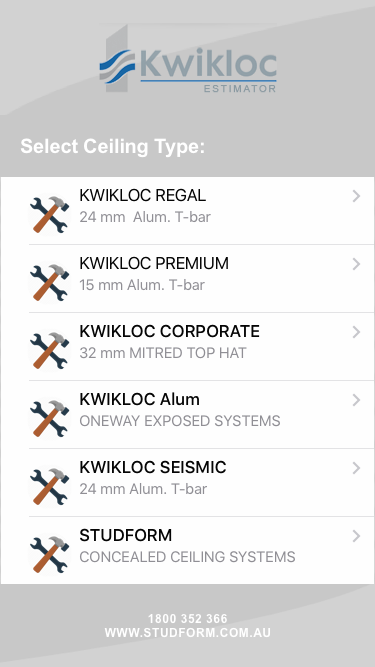 Kwikloc
ESTIMATOR
Select Ceiling Type:
KWIKLOC REGAL
24 mm  Alum. T-bar
KWIKLOC PREMIUM
15 mm Alum. T-bar
KWIKLOC CORPORATE
32 mm MITRED TOP HAT
KWIKLOC Alum
ONEWAY EXPOSED SYSTEMS
KWIKLOC SEISMIC
24 mm Alum. T-bar
STUDFORM
CONCEALED CEILING SYSTEMS
1800 352 366
WWW.STUDFORM.COM.AU